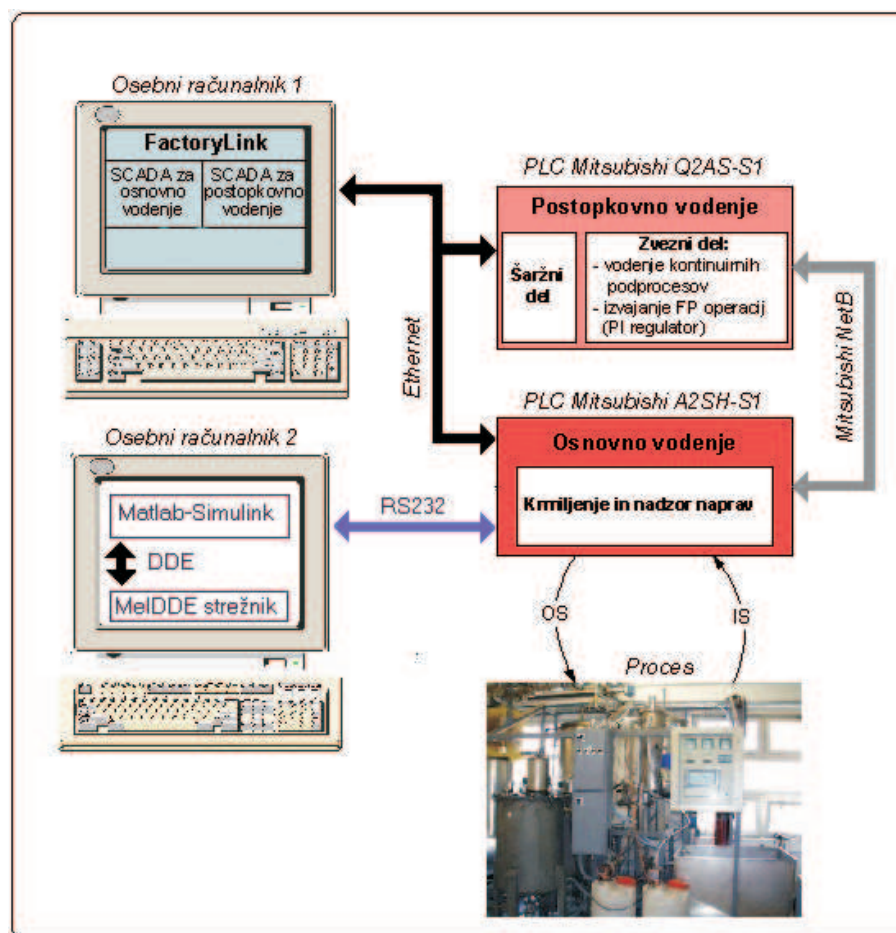 Osebni računalnik 1
FactoryLink
SCADA za
osnovno
vodenje
SCADA za
postopkovno
vodenje
PLC Mitsubishi Q2AS-S1
Postopkovno vodenje
Šaržni
del
Zvezni del:
- vodenje kontinuirnih
podprocesov
- izvajanje FP operacij
(PI regulator)
Ethernet
Mitsubishi NetB
PLC Mitsubishi A2SH-S1
Osnovno vodenje
Krmiljenje in nadzor naprav
Osebni računalnik 2
Matlab-Simulink
DDE
MelDDE strežnik
RS232
OS
IS
Proces